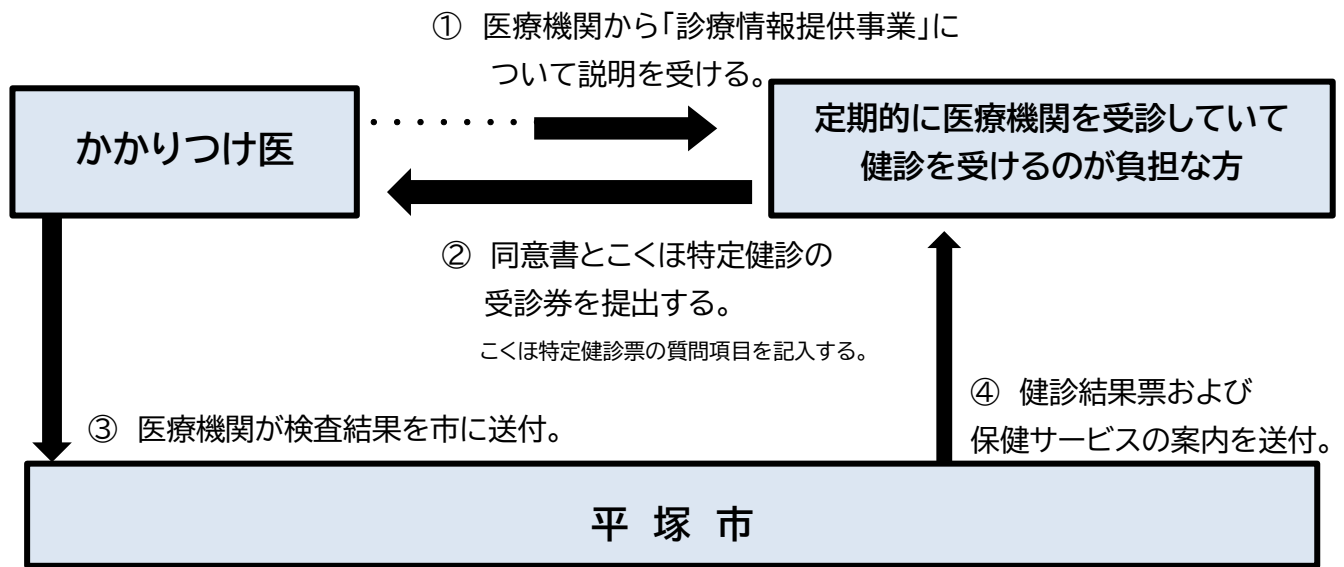 ① 医療機関から「診療情報提供事業」に
ついて説明を受ける。
かかりつけ医
定期的に医療機関を受診していて
健診を受けるのが負担な方
② 同意書とこくほ特定健診の
受診券を提出する。
こくほ特定健診票の質問項目を記入する。
③ 医療機関が検査結果を市に送付。
④ 健診結果票および
保健サービスの案内を送付。
平 塚 市